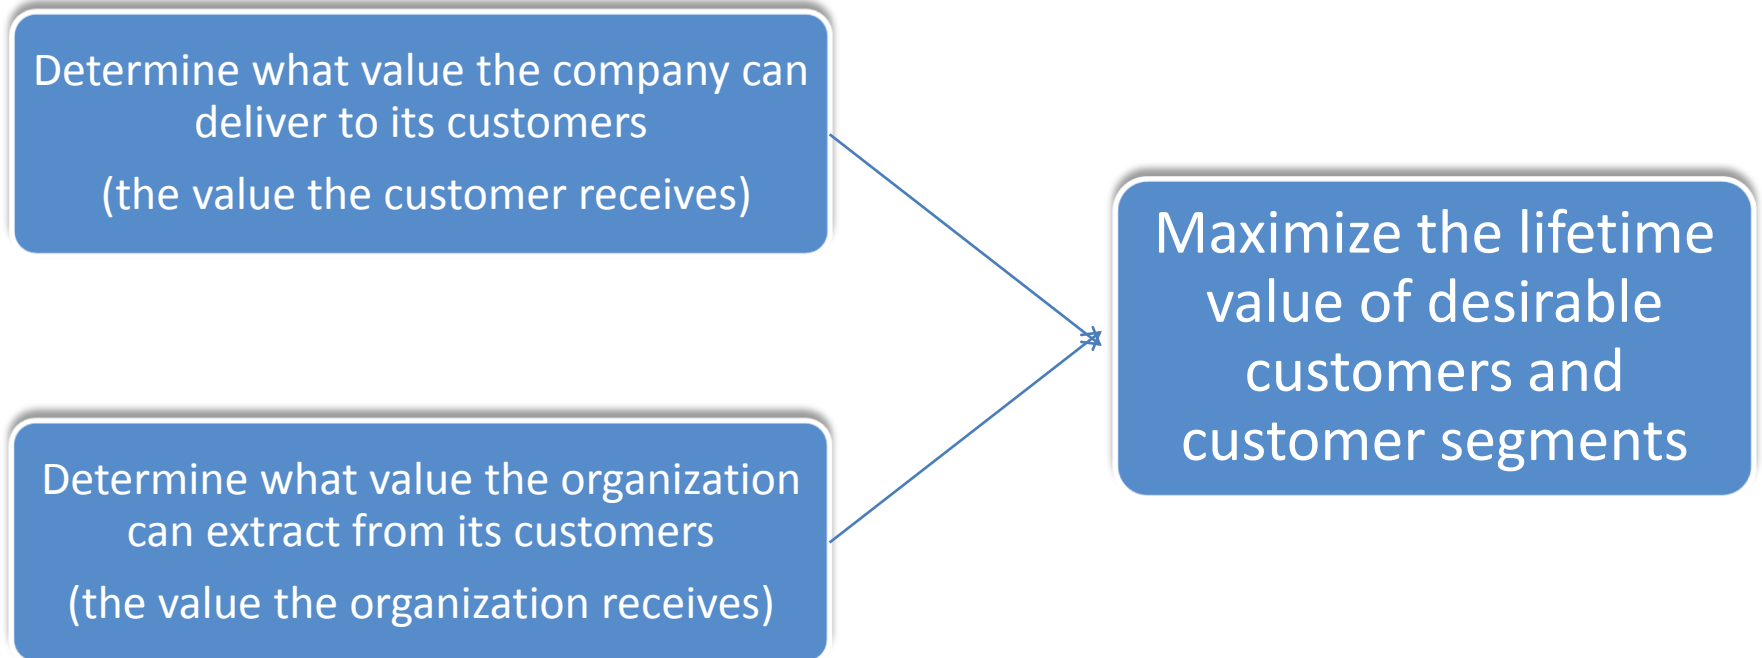 Determine what value the company can
deliver to its customers
(the value the customer receives)
Determine what value the organization
can extract from its customers
(the value the organization receives)
Maximize the lifetime
value of desirable
customers and
customer segments